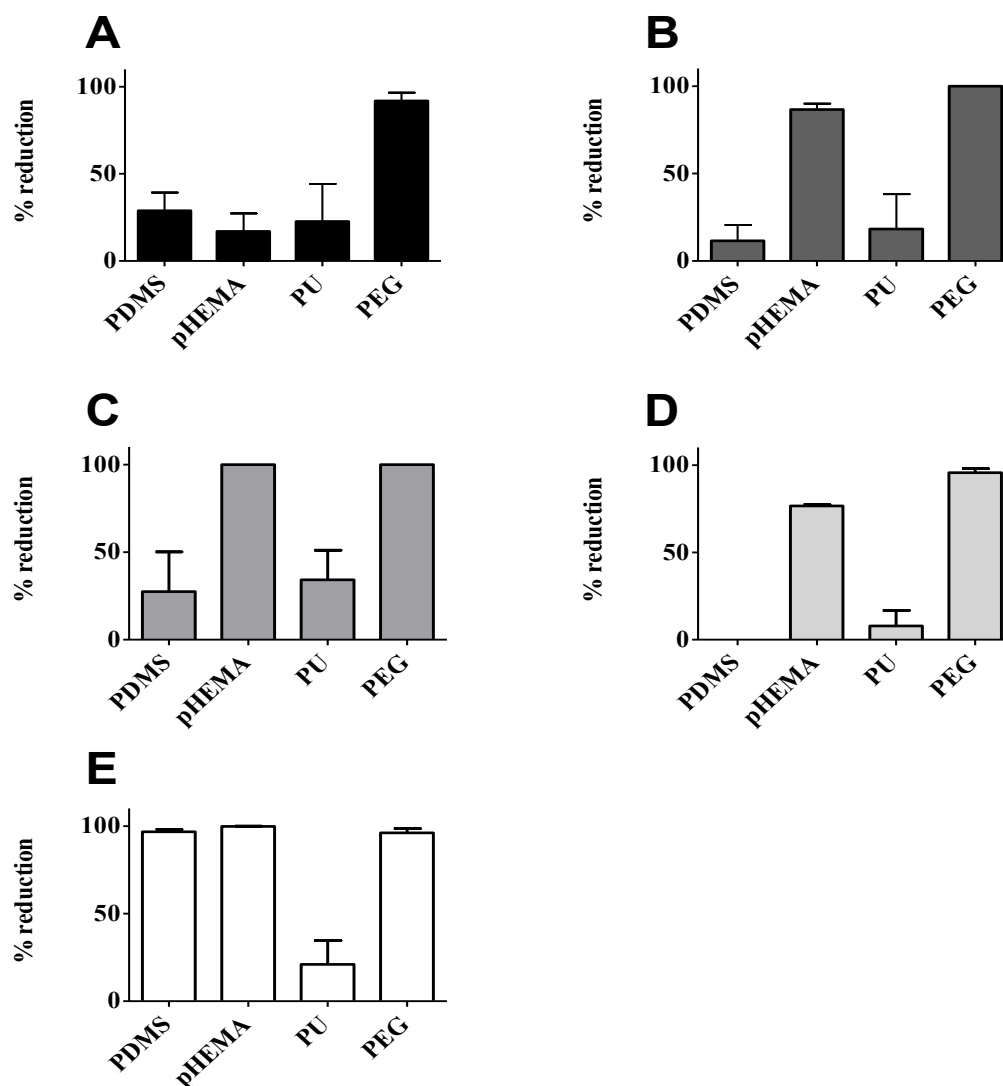 A
% reduction
100
50
0
PDMS
pHEMA
PU
PEG
B
% reduction
100
50
0
PDMS
pHEMA
PU
PEG
C
% reduction
100
50
0
PDMS
pHEMA
PU
PEG
D
% reduction
100
50
0
PDMS
pHEMA
PU
PEG
E
% reduction
100
50
0
PDMS
pHEMA
PU
PEG